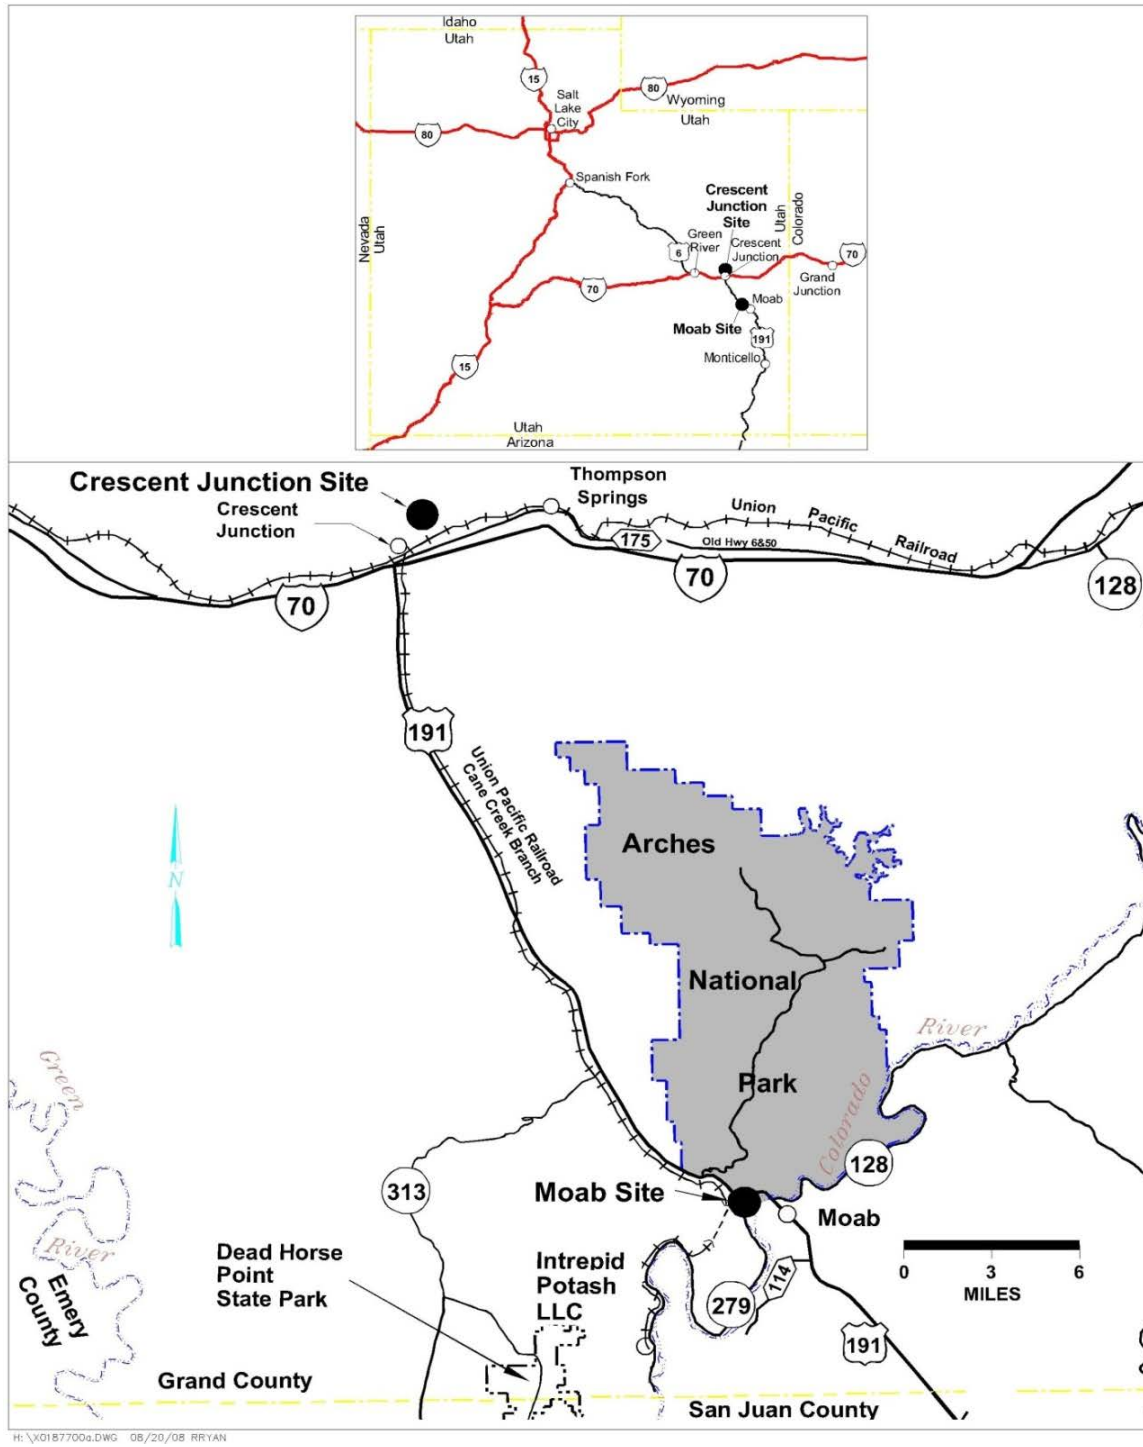 Idaho
Utah
15
80
Salt
Lake
City
Wyoming
Utah
80
Spanish Fork
Crescent
Junction
Site
Nevada
Utah
Utah
Colorado
Green
River
Crescent
Junction
6
70
70
Grand
Junction
Moab
Moab Site
191
15
Monticello
Utah
Arizona
Crescent Junction Site
Crescent
Junction
Thompson
Springs
Union Pacific Railroad
175
Old Hwy 6&50
70
70
128
191
Union Pacific Railroad
Cane Creek Branch
N
Arches
National
Park
River
Colorado
Green
River
128
313
Moab Site
Moab
Dead Horse
Point
State Park
Intrepid
Potash
LLC
279
114
0 3 6
MILES
Emery
County
191
Grand County
San Juan County
H:\X0187700a.DWG 08/20/08 RRYAN